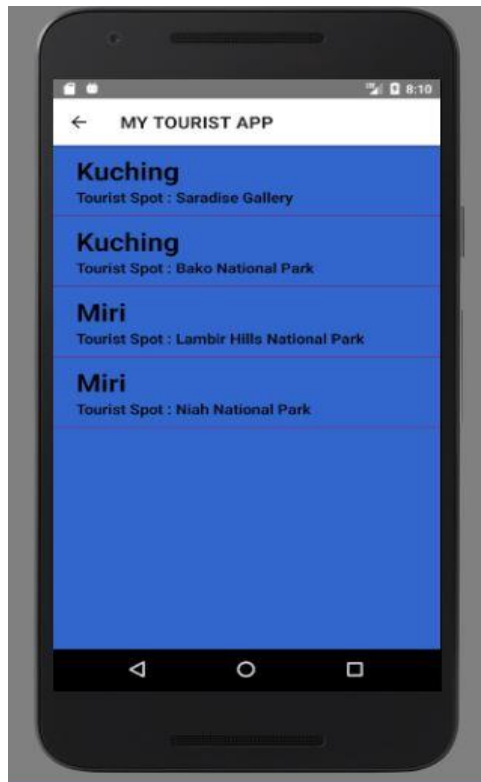 8:10
MY TOURIST APP
Kuching
Tourist Spot : Saradise Gallery
Kuching
Tourist Spot : Bako National Park
Miri
Tourist Spot : Lambir Hills National Park
Miri
Tourist Spot : Niah National Park